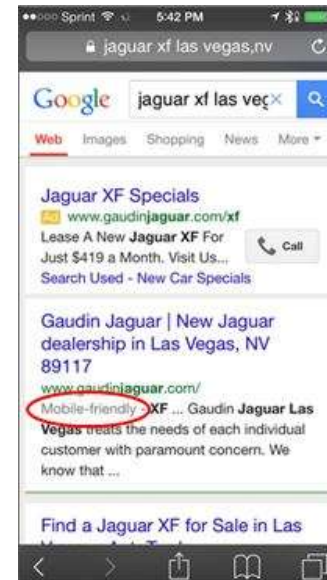 Sprint 5:42 PM
jaguar xf las vegas,nv
Google jaguar xf las veg
Web Images Shopping News More
Jaguar XF Specials
Ad www.gaudinjaguar.com/xf
Lease A New Jaguar XF For
Just $419 a Month. Visit Us...
Call
Search Used - New Car Specials
Gaudin Jaguar | New Jaguar
dealership in Las Vegas, NV
89117
www.gaudinjaguar.com/
Mobile-friendly - XF ... Gaudin Jaguar Las
Vegas treats the needs of each individual
customer with paramount concern. We
know that ...
Find a Jaguar XF for Sale in Las